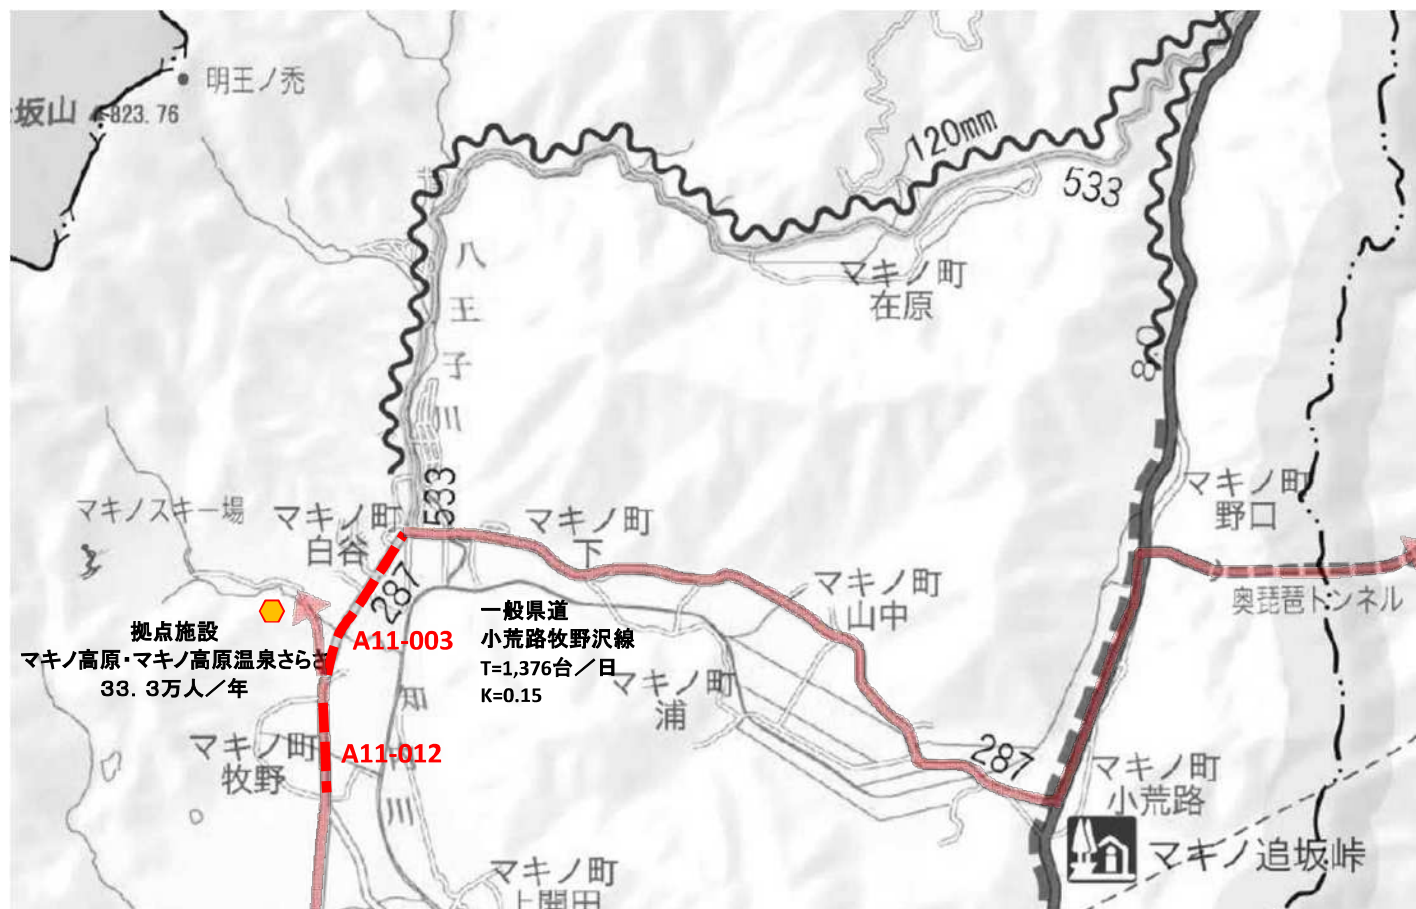 明王ノ禿
坂山
823.76
120mm
533
八王子川
マキノ町
在原
8.0
マキノ町
野口
533
マキノスキー場
マキノ町
白谷
マキノ町
下
287
マキノ町
山中
奥琵琶トンネル
拠点施設
マキノ高原・マキノ高原温泉さらさ
33.3万人/年
A11-003
一般県道
小荒路牧野沢線
T=1,376台/日
K=0.15
マキノ町
浦
知
川
マキノ町
牧野
A11-012
287
マキノ町
小荒路
マキノ追坂峠
マキノ町
上開田